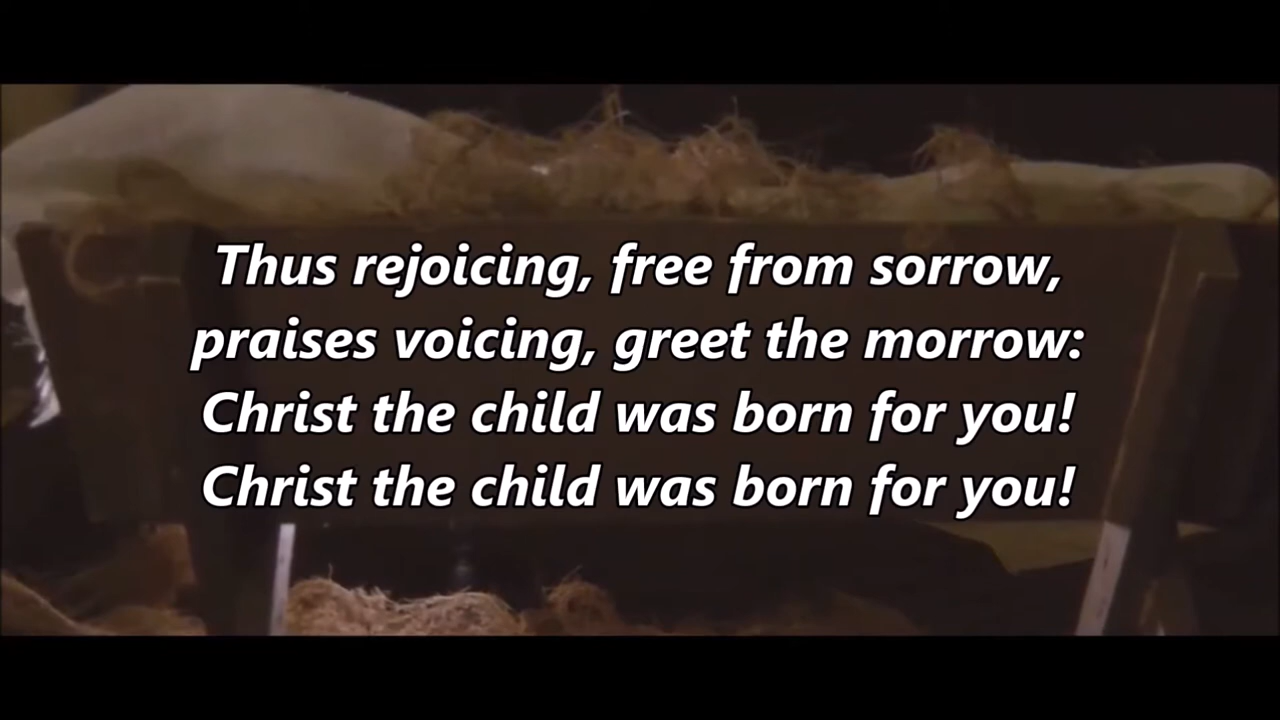 Thus rejoicing, free from sorrow,
praises voicing, greet the morrow:
Christ the child was born for you!
Christ the child was born for you!